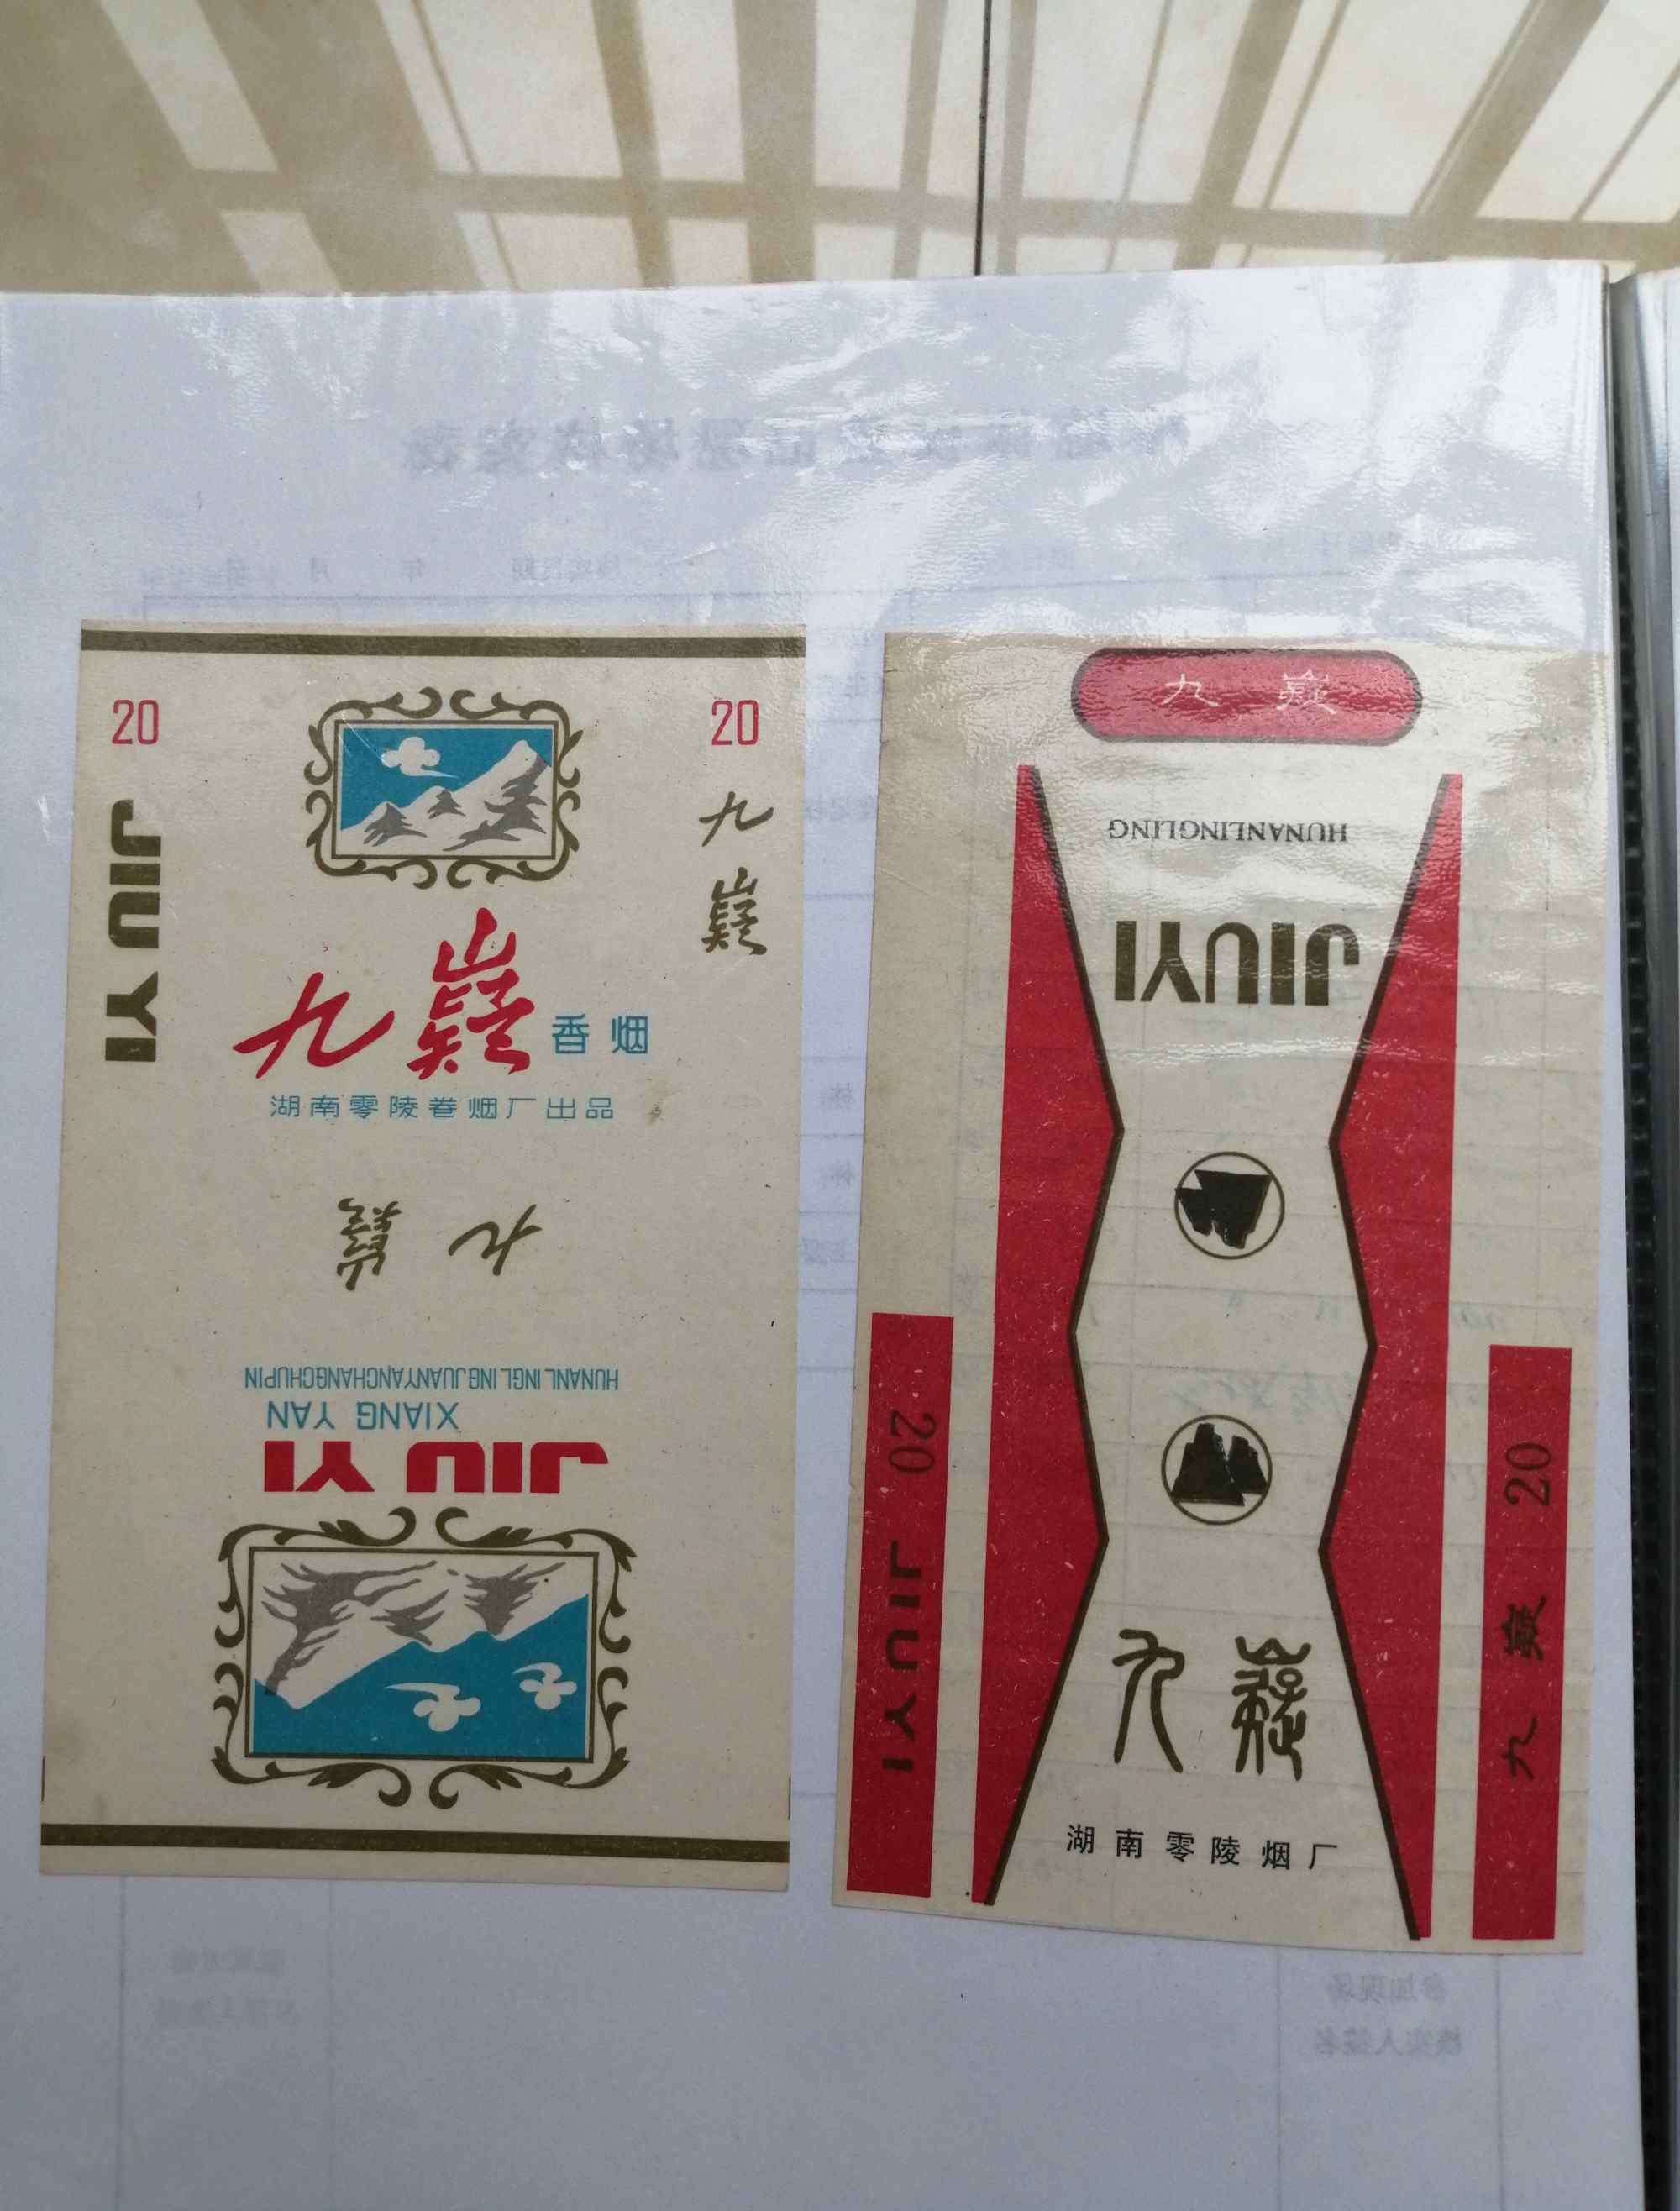 20
20
JIU YI
九
嶷
九嶷香烟
湖南零陵卷烟厂出品
九嶷
HUNANLINGLINGJUANYANCHANGCHUPIN
XIANG YAN
JIU YI
九嶷
HUNANLINGLING
JIUYI
20 JIUYI
九嶷 20
九嶷
湖南零陵烟厂